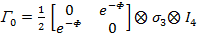 Γ₀ = 1/2 [0 e^{-Φ}; e^{-Φ} 0] ⊗ σ₃ ⊗ I₄